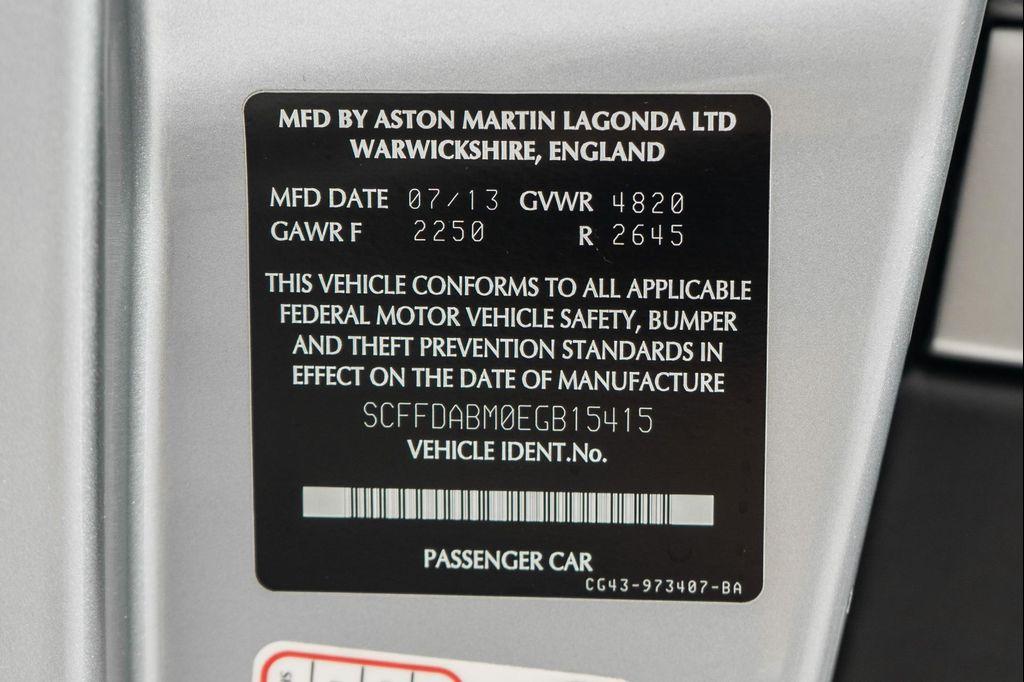 MFD BY ASTON MARTIN LAGONDA LTD
WARWICKSHIRE, ENGLAND
MFD DATE 07/13 GVWR 4820
GAWR F 2250 R 2645
THIS VEHICLE CONFORMS TO ALL APPLICABLE
FEDERAL MOTOR VEHICLE SAFETY, BUMPER
AND THEFT PREVENTION STANDARDS IN
EFFECT ON THE DATE OF MANUFACTURE
SCFFDABM0EGB15415
VEHICLE IDENT.No.
PASSENGER CAR
CG43-973407-BA